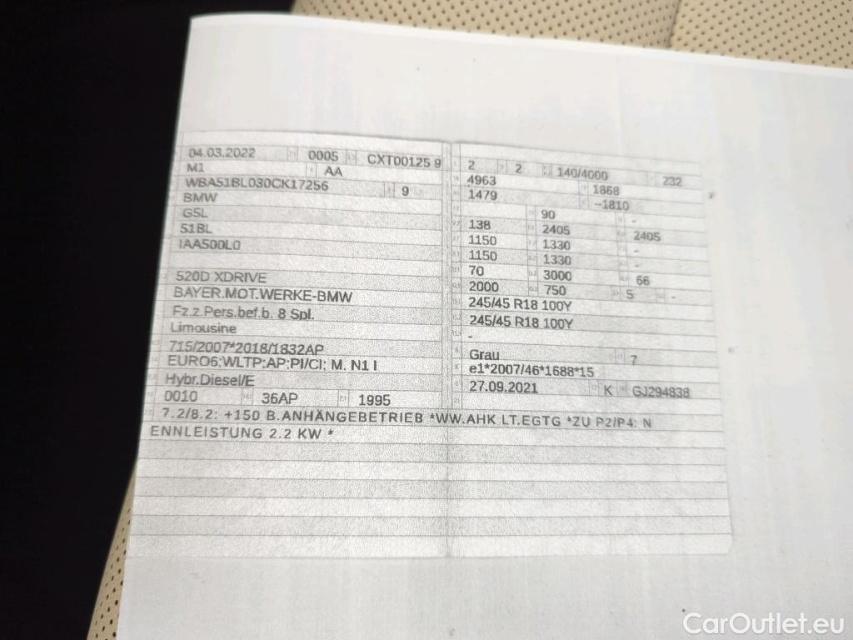 04.03.2022 0005 CXT00125 9
M1 AA
WBA51BL030CK17256 9
BMW
G5L
51BL
IAA500L0
520D XDRIVE
BAYER.MOT.WERKE-BMW
Fz.z.Pers.bef.b. 8 Spl.
Limousine
715/2007*2018/1832AP
EURO6;WLTP;AP;PI/CI; M, N1 I
Hybr.Diesel/E
0010 36AP 1995
2 2 140/4000 232
4963 1868
1479 --1810
90 -
138 2405 2405
1150 1330 -
1150 1330 -
70 3000 66
2000 750 5 -
245/45 R18 100Y
245/45 R18 100Y
-
Grau 7
e1*2007/46*1688*15
27.09.2021 K GJ294838
7.2/8.2: +150 B.ANHÄNGEBETRIEB *WW.AHK LT.EGTG *ZU P2/P4: N
ENNLEISTUNG 2.2 KW *
CarOutlet.eu